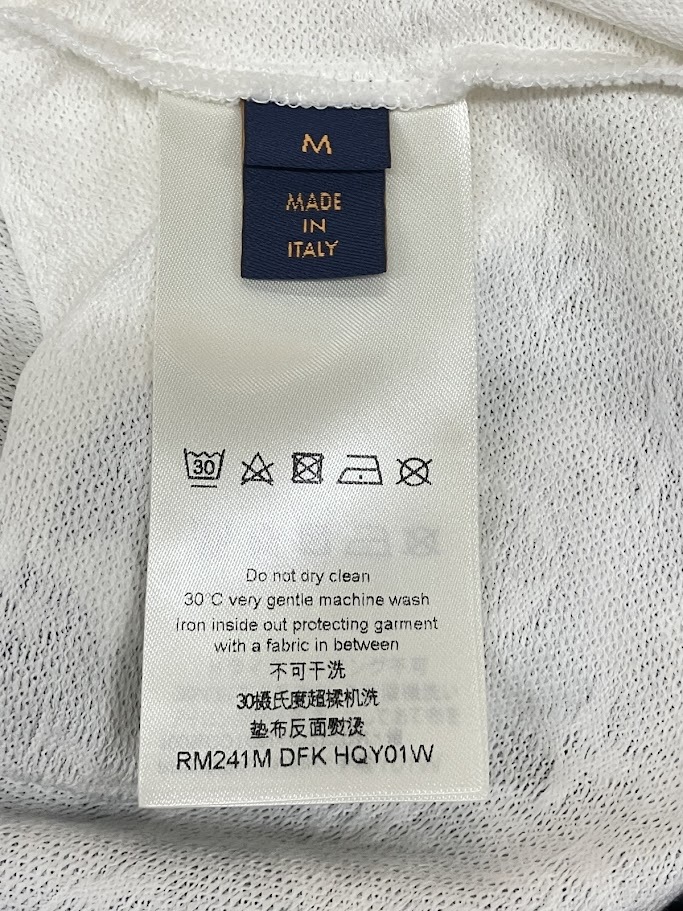 M
MADE
IN
ITALY
30
Do not dry clean
30°C very gentle machine wash
iron inside out protecting garment
with a fabric in between
不可干洗
30摄氏度超揉机洗
垫布反面熨烫
RM241M DFK HQY01W